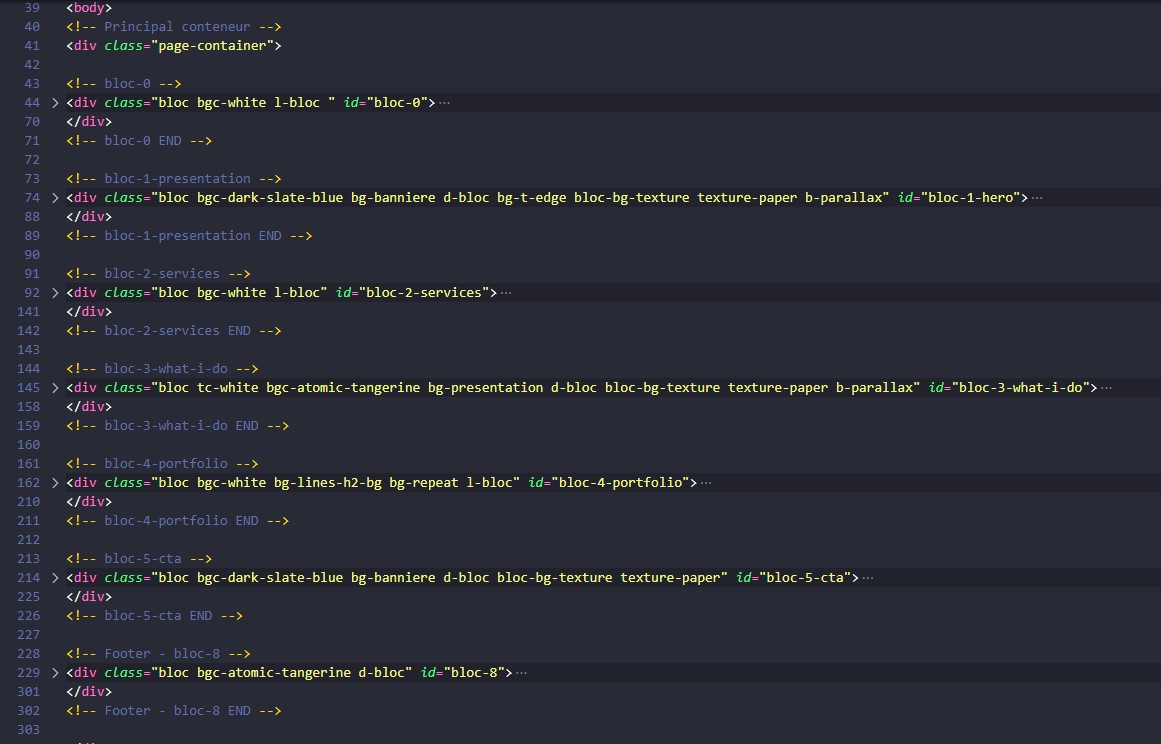 39 <body>
40 <!-- Principal conteneur -->
41 <div class="page-container">
42
43 <!-- bloc-0 -->
44 <div class="bloc bgc-white l-bloc " id="bloc-0">···
70 </div>
71 <!-- bloc-0 END -->
72
73 <!-- bloc-1-presentation -->
74 <div class="bloc bgc-dark-slate-blue bg-banniere d-bloc bg-t-edge bloc-bg-texture texture-paper b-parallax" id="bloc-1-hero">···
88 </div>
89 <!-- bloc-1-presentation END -->
90
91 <!-- bloc-2-services -->
92 <div class="bloc bgc-white l-bloc" id="bloc-2-services">···
141 </div>
142 <!-- bloc-2-services END -->
143
144 <!-- bloc-3-what-i-do -->
145 <div class="bloc tc-white bgc-atomic-tangerine bg-presentation d-bloc bloc-bg-texture texture-paper b-parallax" id="bloc-3-what-i-do">···
158 </div>
159 <!-- bloc-3-what-i-do END -->
160
161 <!-- bloc-4-portfolio -->
162 <div class="bloc bgc-white bg-lines-h2-bg bg-repeat l-bloc" id="bloc-4-portfolio">···
210 </div>
211 <!-- bloc-4-portfolio END -->
212
213 <!-- bloc-5-cta -->
214 <div class="bloc bgc-dark-slate-blue bg-banniere d-bloc bloc-bg-texture texture-paper" id="bloc-5-cta">···
225 </div>
226 <!-- bloc-5-cta END -->
227
228 <!-- Footer - bloc-8 -->
229 <div class="bloc bgc-atomic-tangerine d-bloc" id="bloc-8">···
301 </div>
302 <!-- Footer - bloc-8 END -->
303